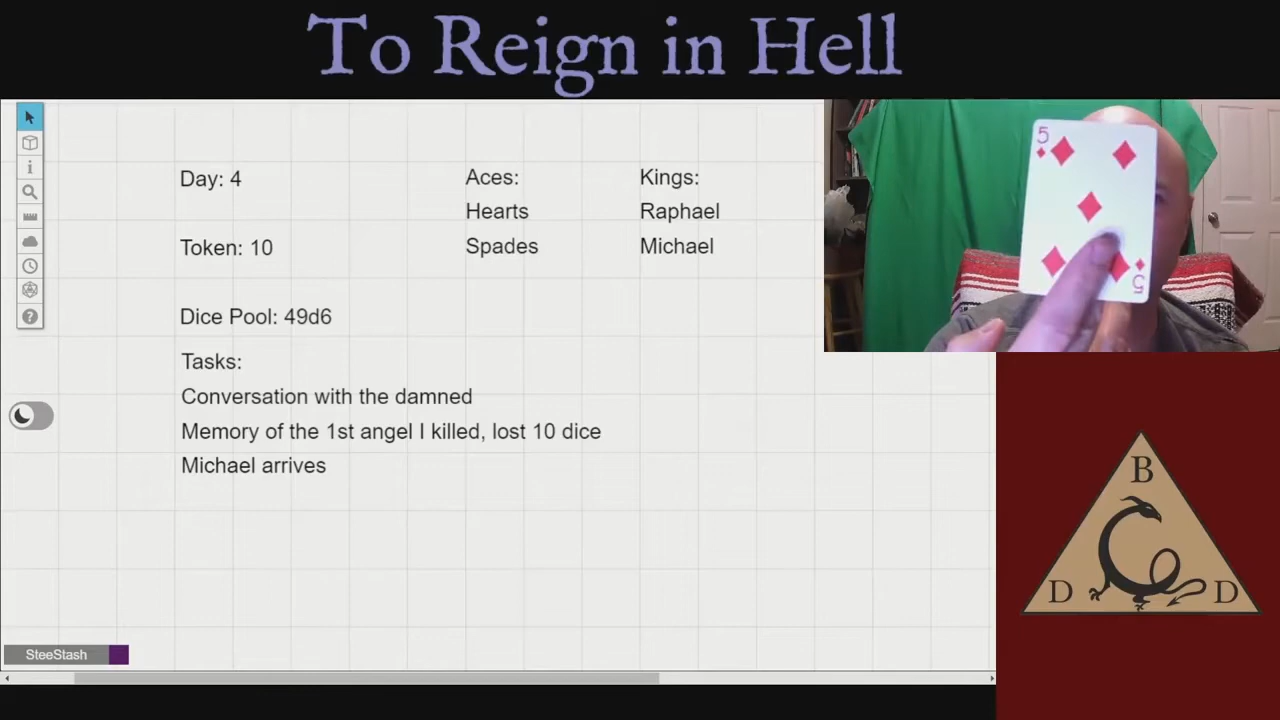 To Reign in Hell
Day: 4
Aces:
Kings:
Hearts
Raphael
Token: 10
Spades
Michael
Dice Pool: 49d6
Tasks:
Conversation with the damned
Memory of the 1st angel I killed, lost 10 dice
Michael arrives
SteeStash
5
5
B
D
D